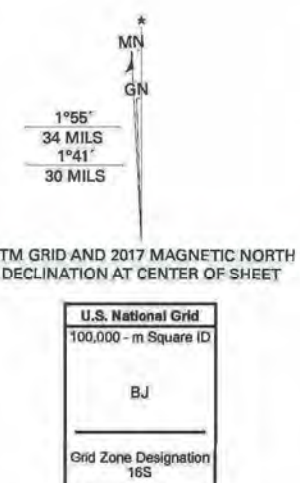 *
MN
GN
1°55´
34 MILS
1°41´
30 MILS
TM GRID AND 2017 MAGNETIC NORTH
DECLINATION AT CENTER OF SHEET
U.S. National Grid
100,000 - m Square ID
BJ
Grid Zone Designation
16S